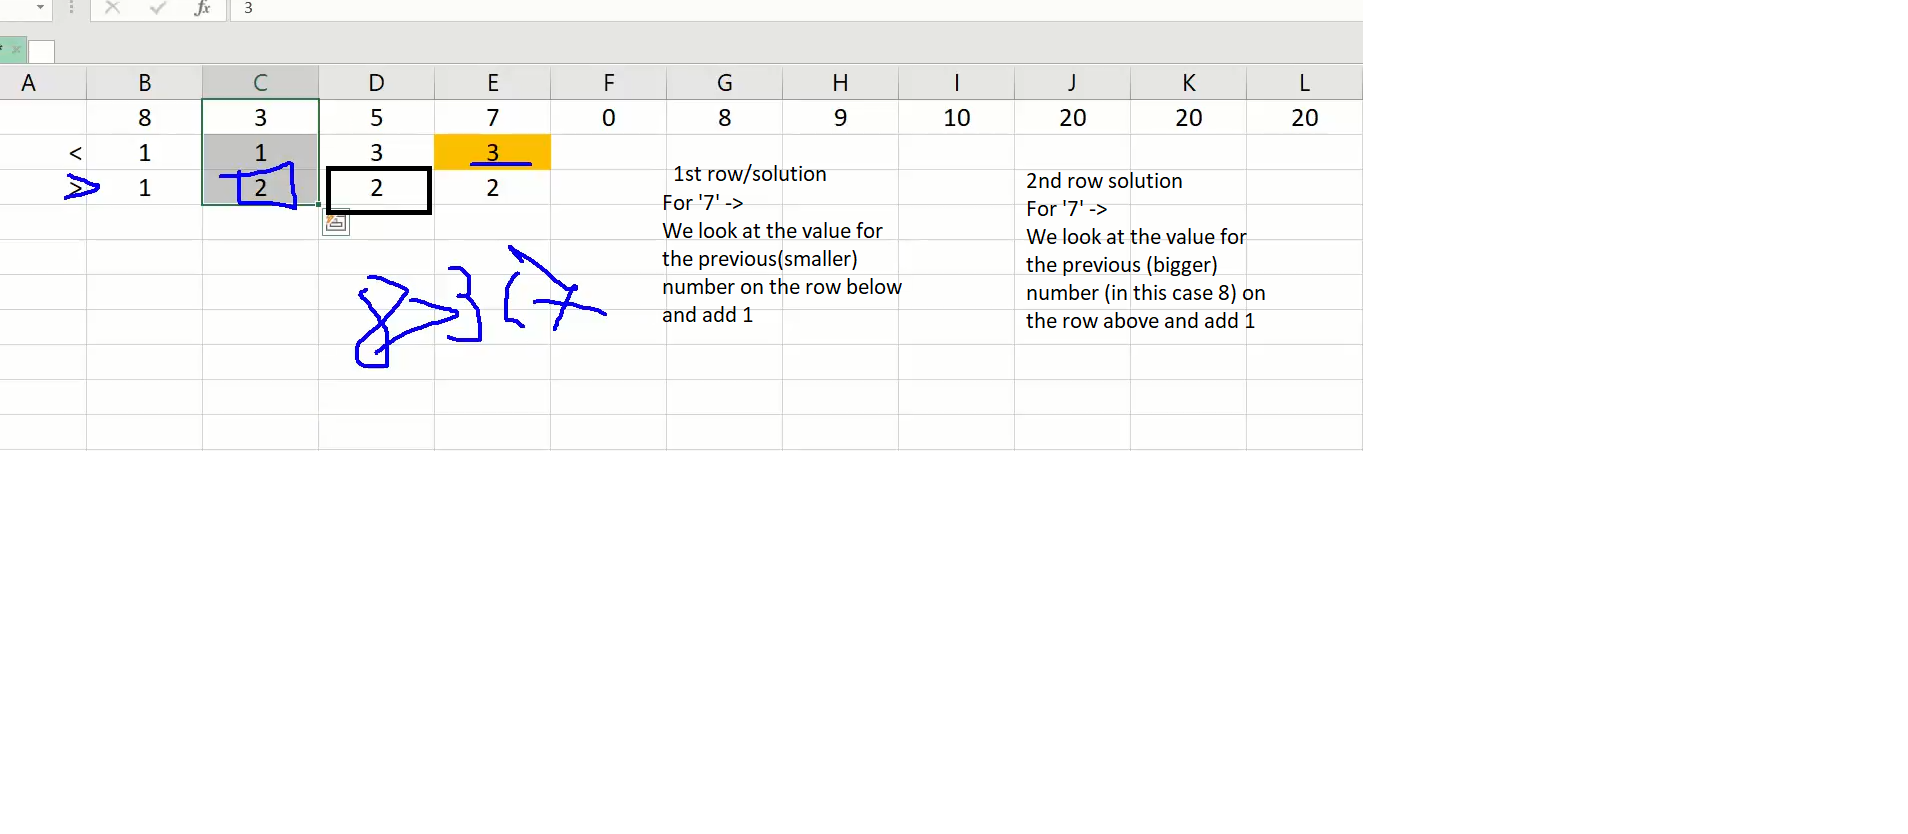 fx 3
A B C D E F G H I J K L
8 3 5 7 0 8 9 10 20 20 20
< 1 1 3 3
> 1 2 2 2
1st row/solution
For '7' ->
We look at the value for
the previous(smaller)
number on the row below
and add 1
2nd row solution
For '7' ->
We look at the value for
the previous (bigger)
number (in this case 8) on
the row above and add 1
8>3<7